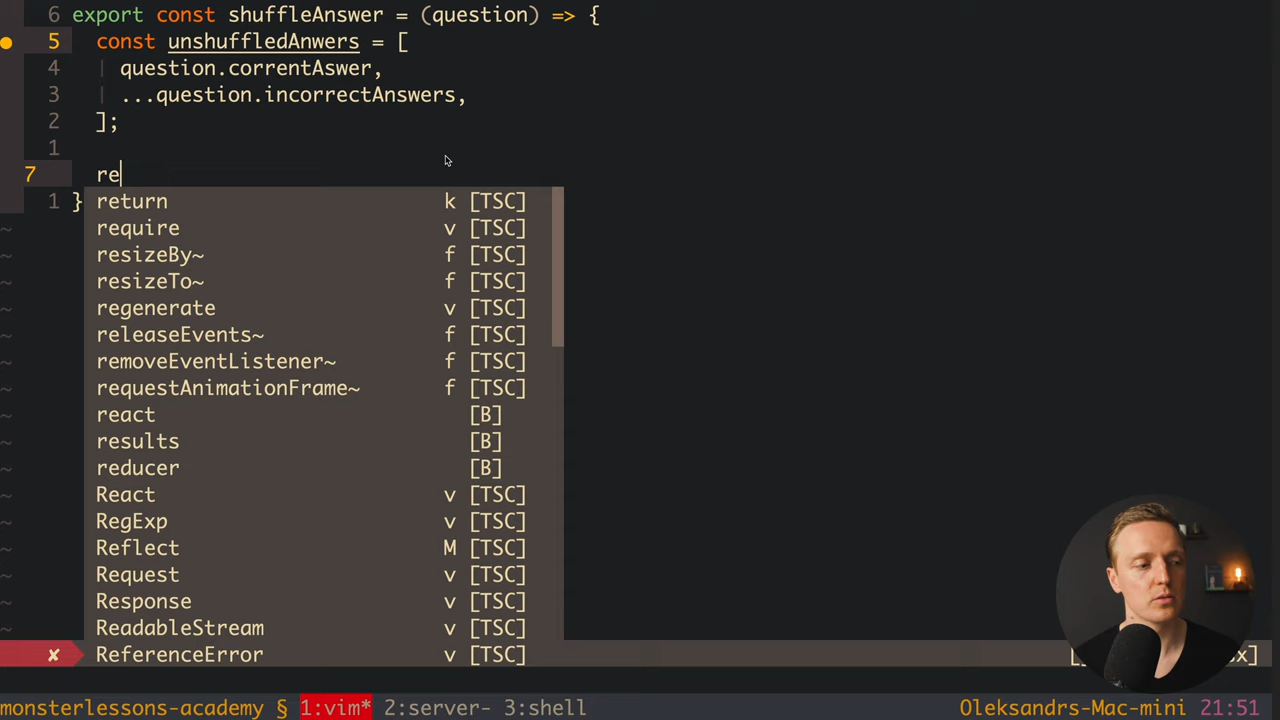 6 export const shuffleAnswer = (question) => {
5 const unshuffledAnwers = [
4 question.correntAswer,
3 ...question.incorrectAnswers,
2 ];
1
7 re
1 }
return k [TSC]
require v [TSC]
resizeBy~ f [TSC]
resizeTo~ f [TSC]
regenerate v [TSC]
releaseEvents~ f [TSC]
removeEventListener~ f [TSC]
requestAnimationFrame~ f [TSC]
react [B]
results [B]
reducer [B]
React v [TSC]
RegExp v [TSC]
Reflect M [TSC]
Request v [TSC]
Response v [TSC]
ReadableStream v [TSC]
✘ ReferenceError v [TSC]
monsterlessons-academy § 1:vim* 2:server- 3:shell Oleksandrs-Mac-mini 21:51